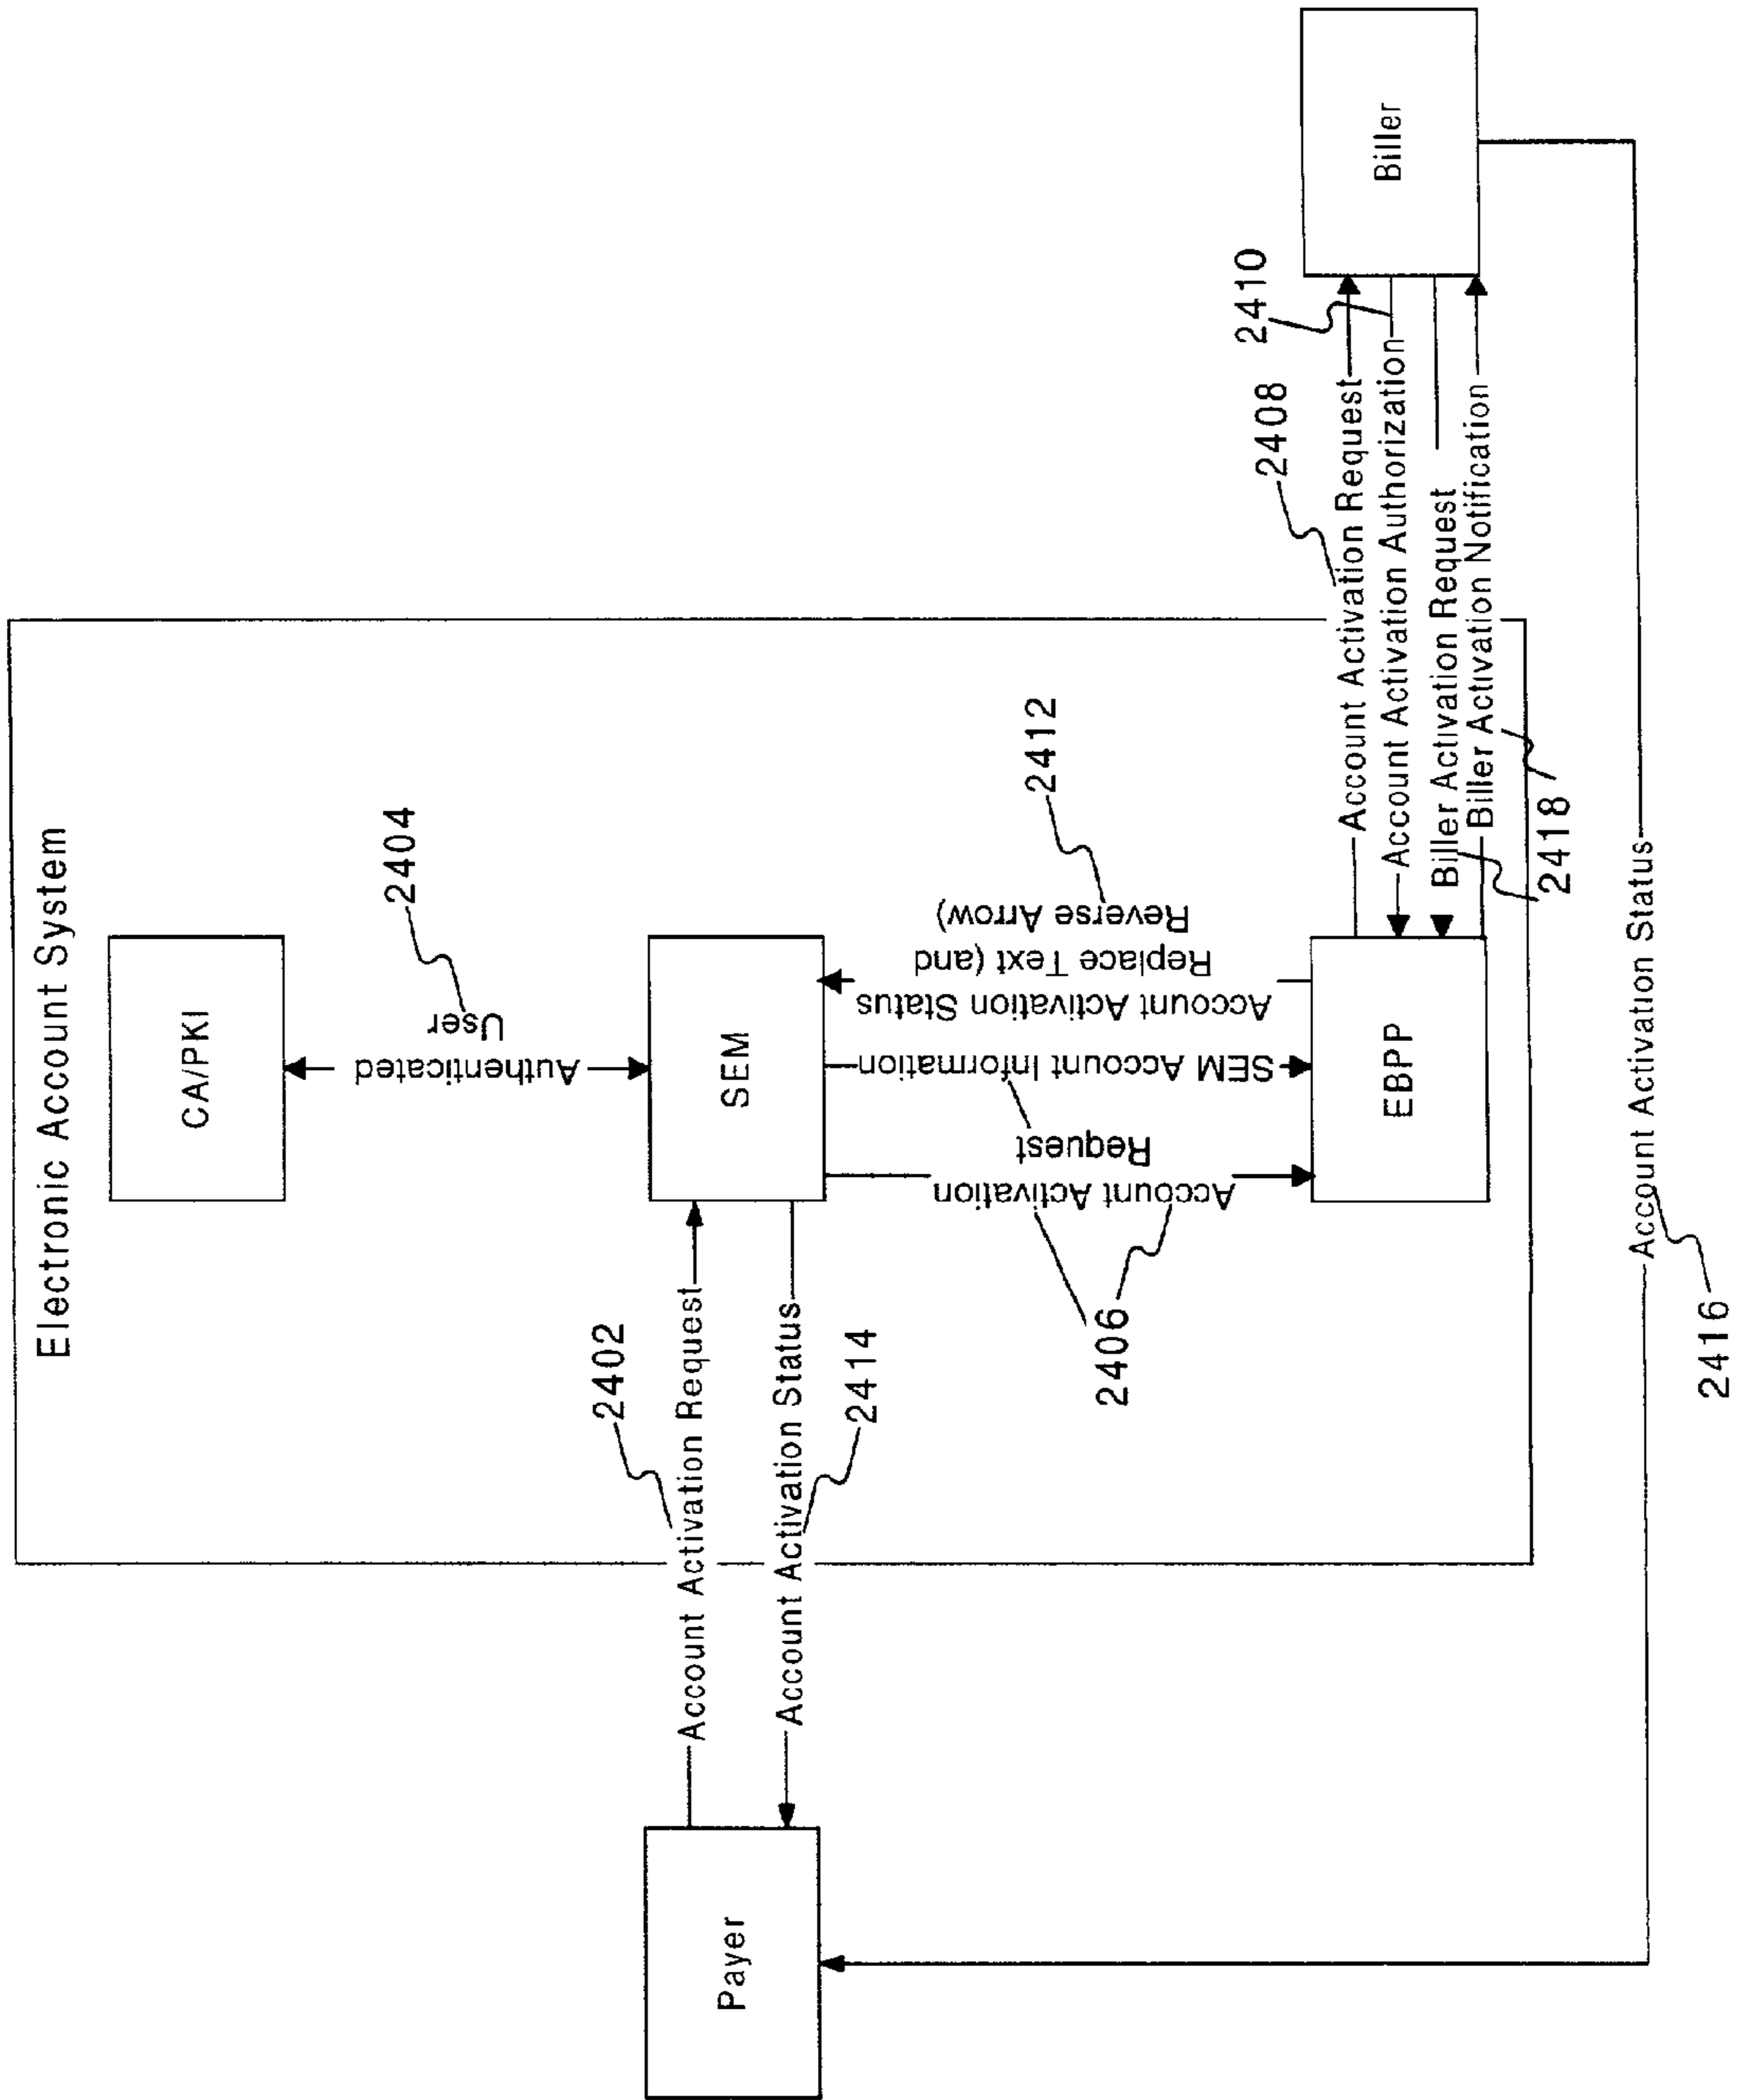 Electronic Account System
CA/PKI
2404
User
Authenticated
2402
Account Activation Request
SEM
Payer
Account Activation Status
2414
2406
Account Activation
Request
SEM Account Information
Account Activation Status
Replace Text (and
Reverse Arrow)
2412
EBPP
2408
2410
Account Activation Request
Account Activation Authorization
Biller Activation Request
Biller Activation Notification
2418
Biller
Account Activation Status
2416